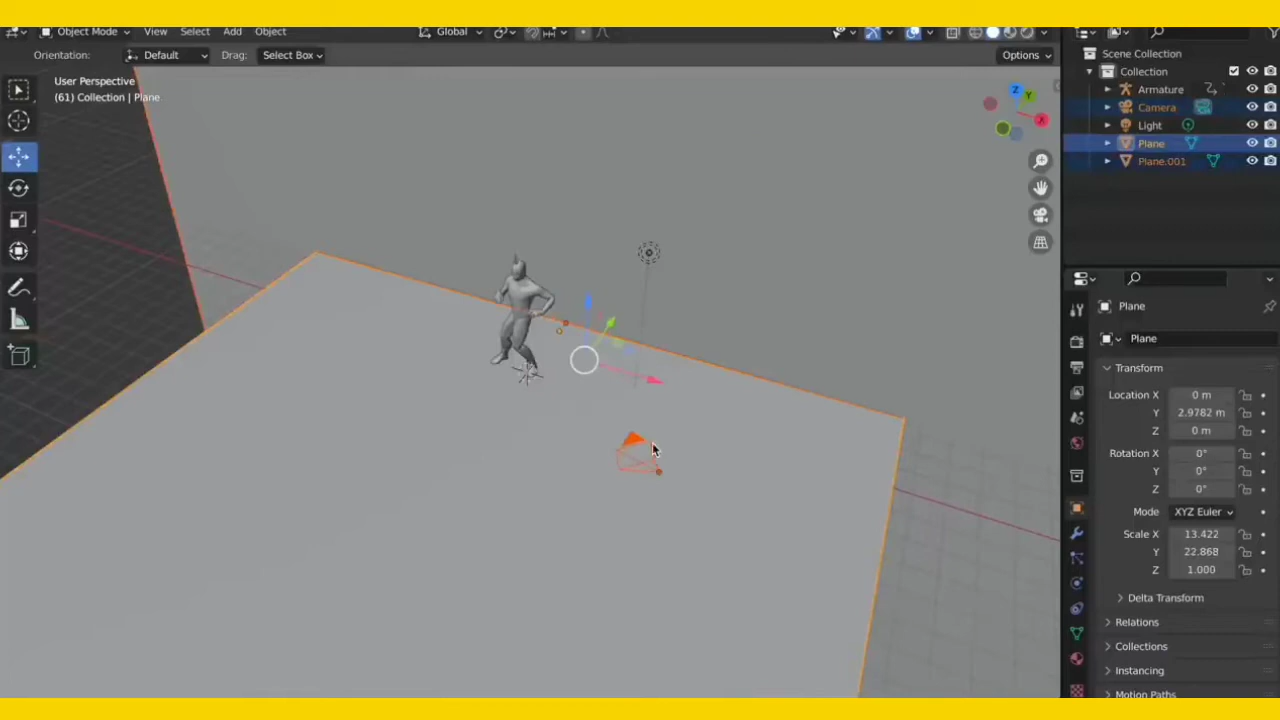 Object Mode View Select Add Object Global
Orientation: Default Drag: Select Box Options
User Perspective
(61) Collection | Plane
Z
Y
X
Scene Collection
Collection
Armature
Camera
Light
Plane
Plane.001
Plane
Plane
Transform
Location X 0 m
Y 2.9782 m
Z 0 m
Rotation X 0°
Y 0°
Z 0°
Mode XYZ Euler
Scale X 13.422
Y 22.868
Z 1.000
Delta Transform
Relations
Collections
Instancing
Motion Paths